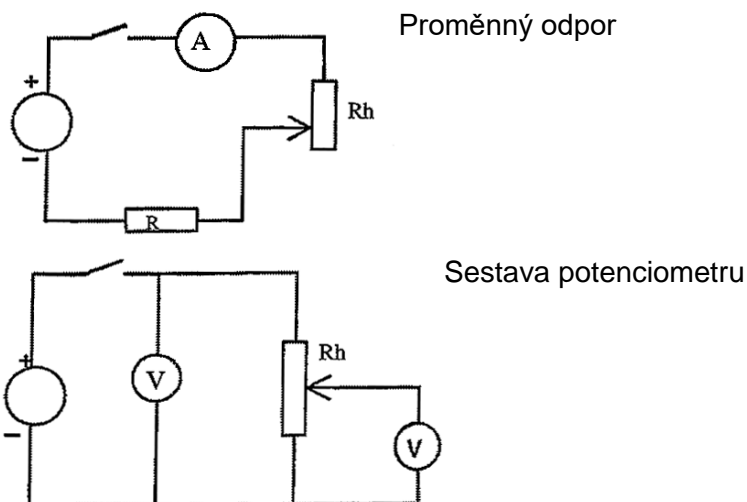 Proměnný odpor
A
+
Rh
−
R
Sestava potenciometru
+
Rh
V
−
V